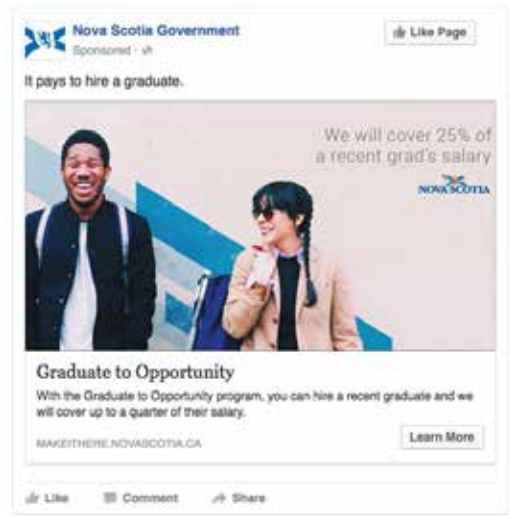 Nova Scotia Government
Like Page
Sponsored ·
It pays to hire a graduate.
We will cover 25% of
a recent grad's salary
NOVA SCOTIA
Graduate to Opportunity
With the Graduate to Opportunity program, you can hire a recent graduate and we
will cover up to a quarter of their salary.
MAKEITHERE.NOVASCOTIA.CA
Learn More
Like Comment Share